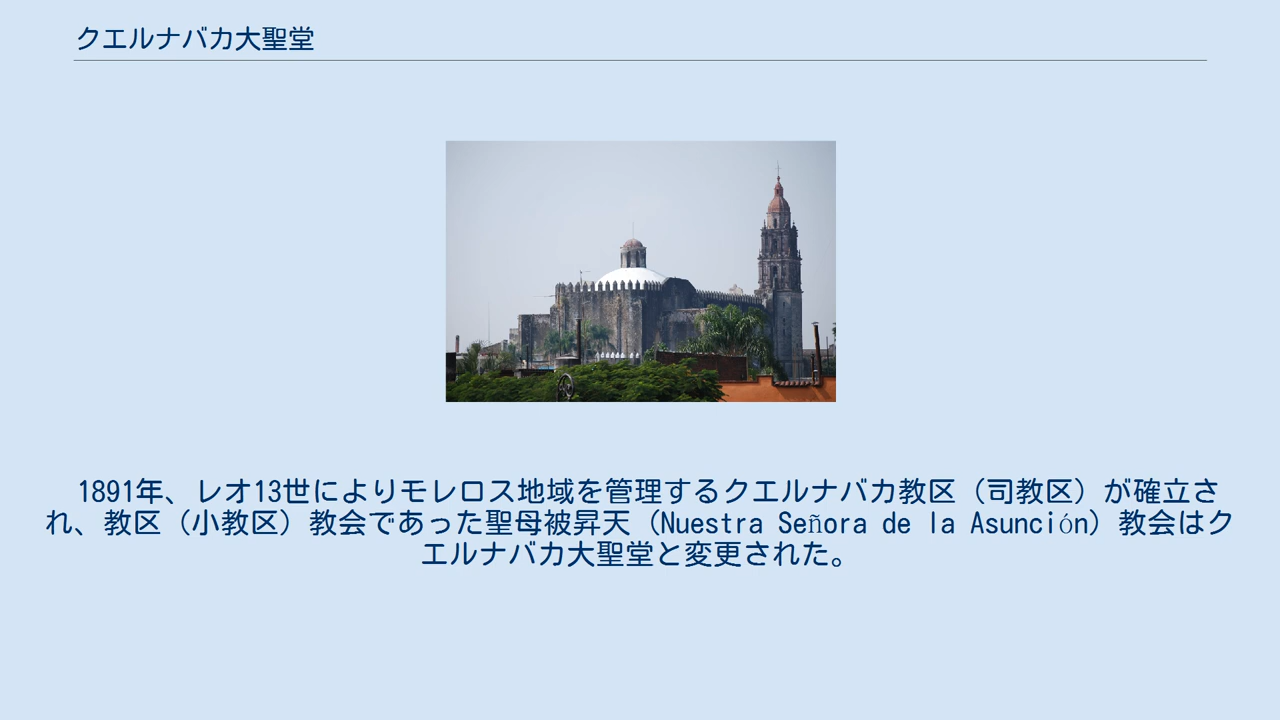 クエルナバカ大聖堂
1891年、レオ13世によりモレロス地域を管理するクエルナバカ教区（司教区）が確立さ
れ、教区（小教区）教会であった聖母被昇天（Nuestra Señora de la Asunción）教会はク
エルナバカ大聖堂と変更された。